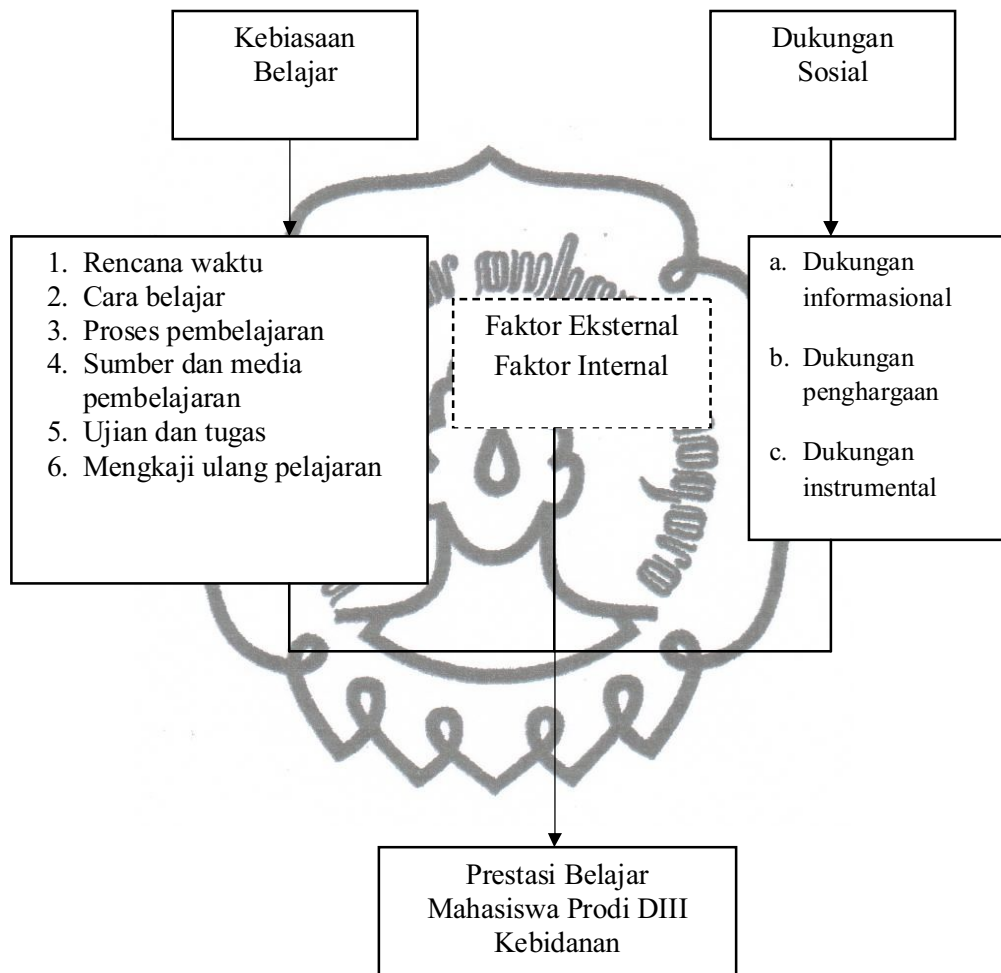 Kebiasaan
Belajar
Dukungan
Sosial
1. Rencana waktu
2. Cara belajar
3. Proses pembelajaran
4. Sumber dan media
pembelajaran
5. Ujian dan tugas
6. Mengkaji ulang pelajaran
Faktor Eksternal
Faktor Internal
a. Dukungan
informasional
b. Dukungan
penghargaan
c. Dukungan
instrumental
Prestasi Belajar
Mahasiswa Prodi DIII
Kebidanan